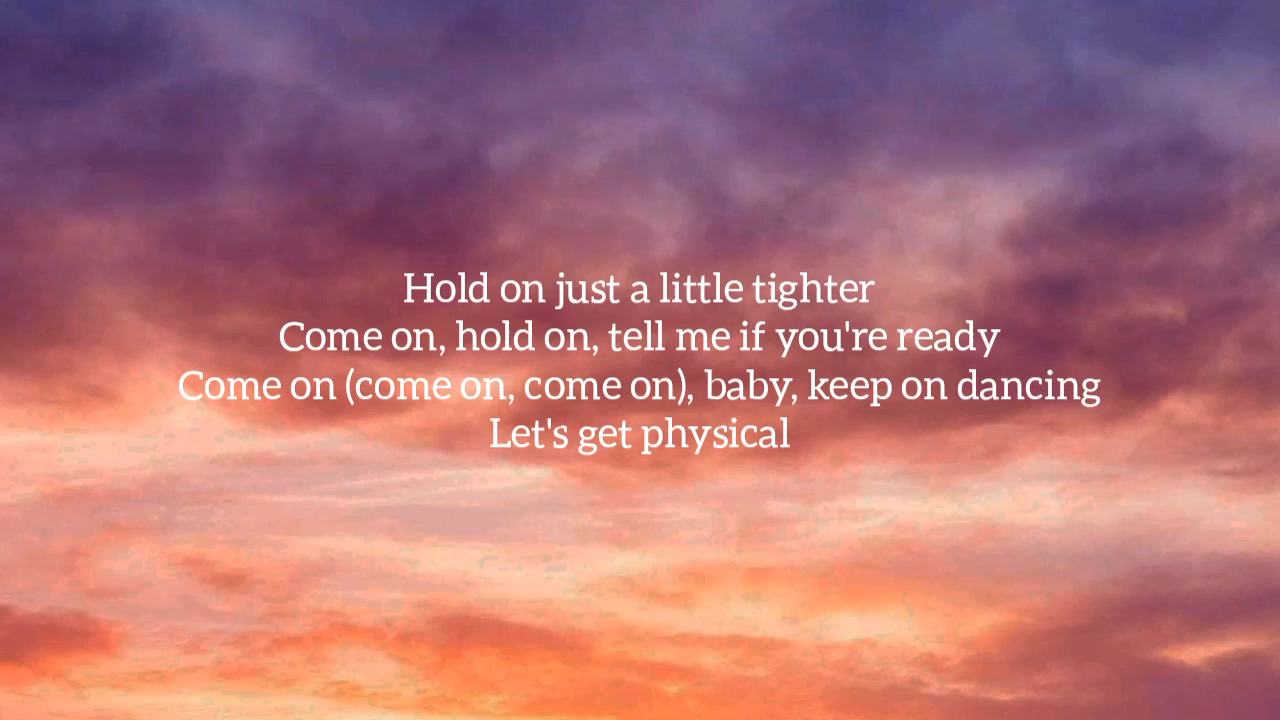 Hold on just a little tighter
Come on, hold on, tell me if you're ready
Come on (come on, come on), baby, keep on dancing
Let's get physical